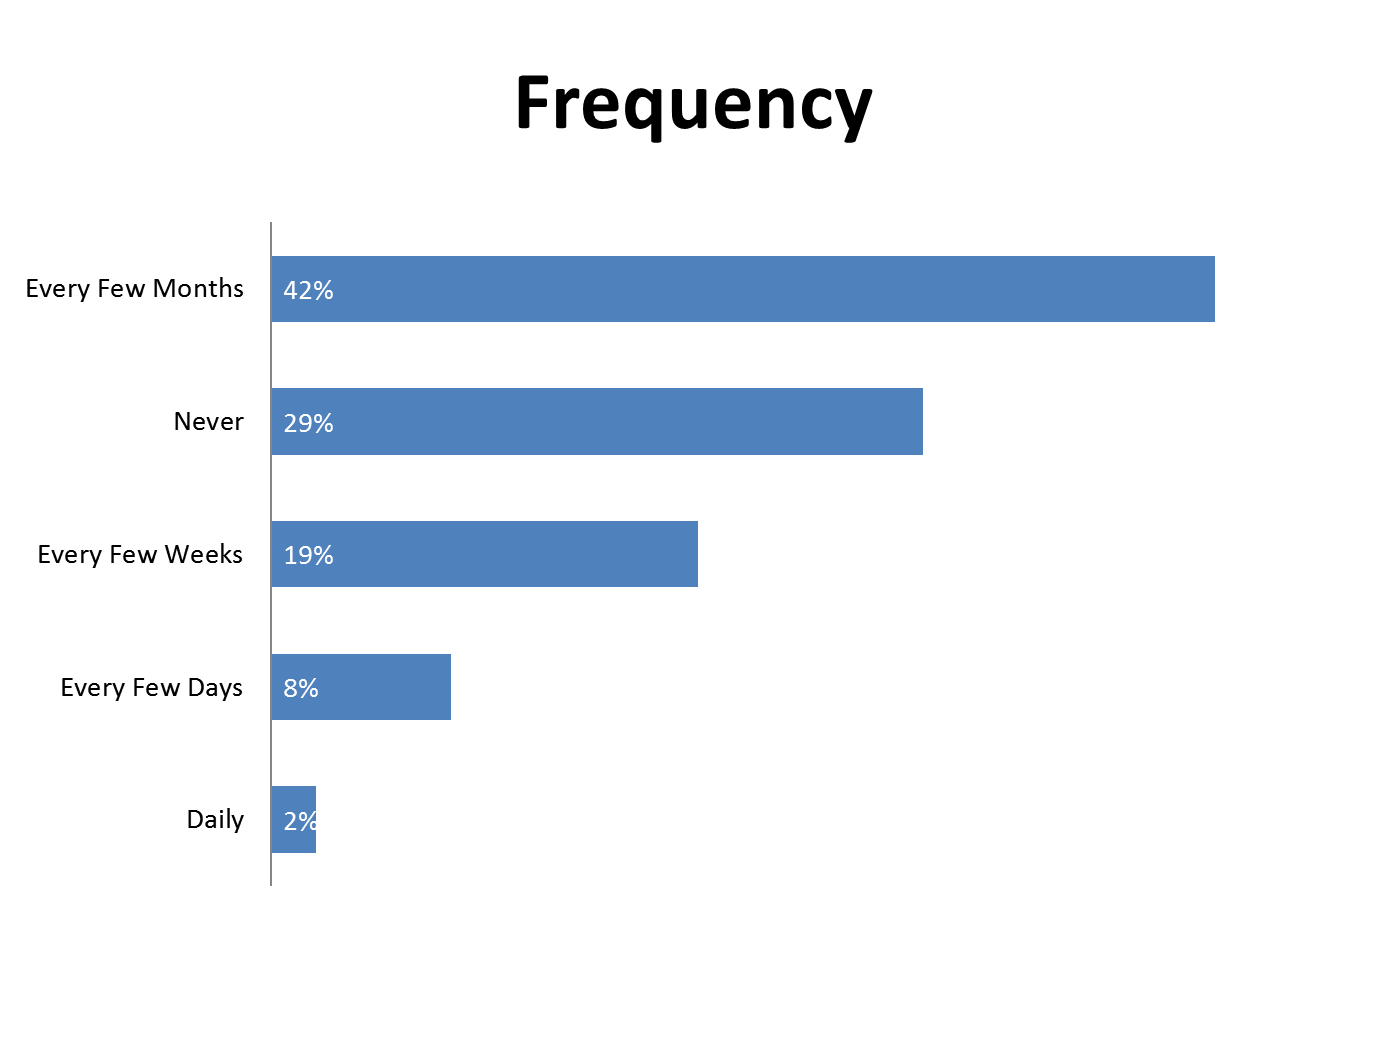 Frequency
Every Few Months 42%
Never 29%
Every Few Weeks 19%
Every Few Days 8%
Daily 2%